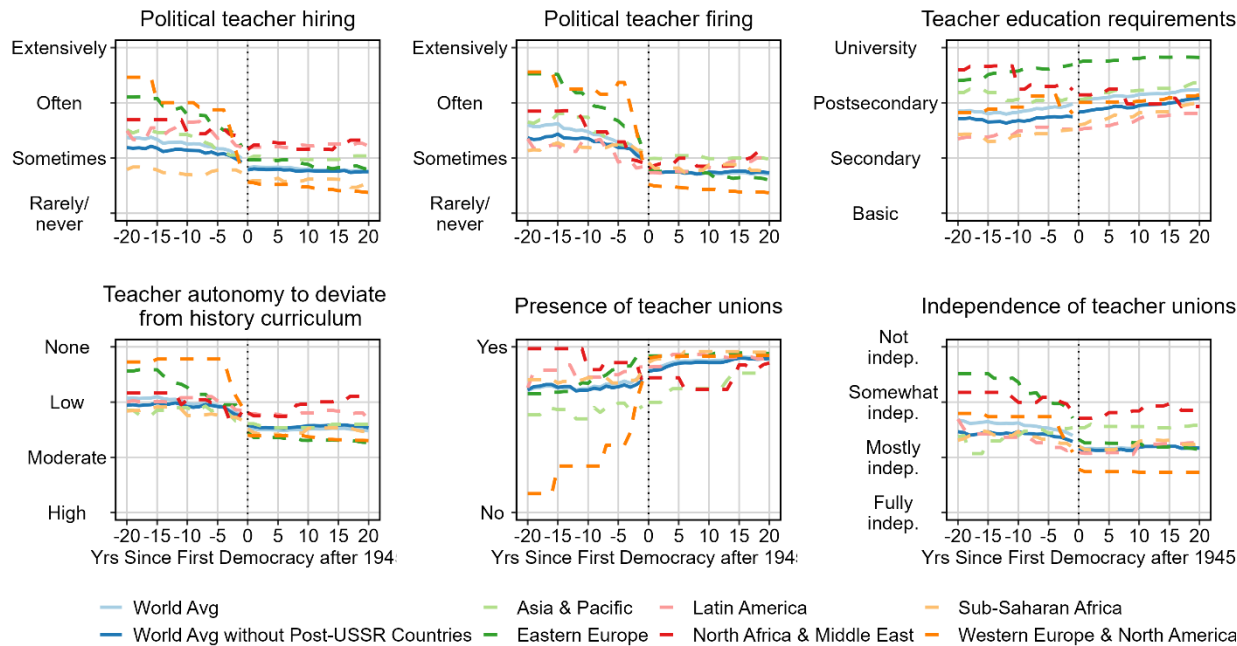 Political teacher hiring
Extensively
Often
Sometimes
Rarely/
never
-20 -15 -10 -5 0 5 10 15 20
Political teacher firing
Extensively
Often
Sometimes
Rarely/
never
-20 -15 -10 -5 0 5 10 15 20
Teacher education requirements
University
Postsecondary
Secondary
Basic
-20 -15 -10 -5 0 5 10 15 20
Teacher autonomy to deviate
from history curriculum
None
Low
Moderate
High
-20 -15 -10 -5 0 5 10 15 20
Yrs Since First Democracy after 194
Presence of teacher unions
Yes
No
-20 -15 -10 -5 0 5 10 15 20
Yrs Since First Democracy after 1945
Independence of teacher unions
Not
indep.
Somewhat
indep.
Mostly
indep.
Fully
indep.
-20 -15 -10 -5 0 5 10 15 20
Yrs Since First Democracy after 1945
World Avg
World Avg without Post-USSR Countries
Asia & Pacific
Eastern Europe
Latin America
North Africa & Middle East
Sub-Saharan Africa
Western Europe & North America